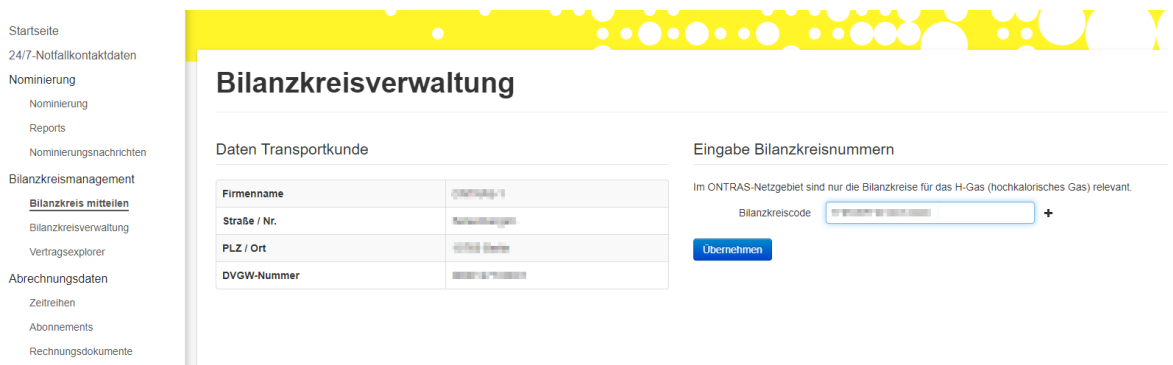 Startseite
24/7-Notfallkontaktdaten
Nominierung
Nominierung
Reports
Nominierungsnachrichten
Bilanzkreismanagement
Bilanzkreis mitteilen
Bilanzkreisverwaltung
Vertragsexplorer
Abrechnungsdaten
Zeitreihen
Abonnements
Rechnungsdokumente
Bilanzkreisverwaltung
Daten Transportkunde
Firmenname
Straße / Nr.
PLZ / Ort
DVGW-Nummer
Eingabe Bilanzkreisnummern
Im ONTRAS-Netzgebiet sind nur die Bilanzkreise für das H-Gas (hochkalorisches Gas) relevant.
Bilanzkreiscode +
Übernehmen